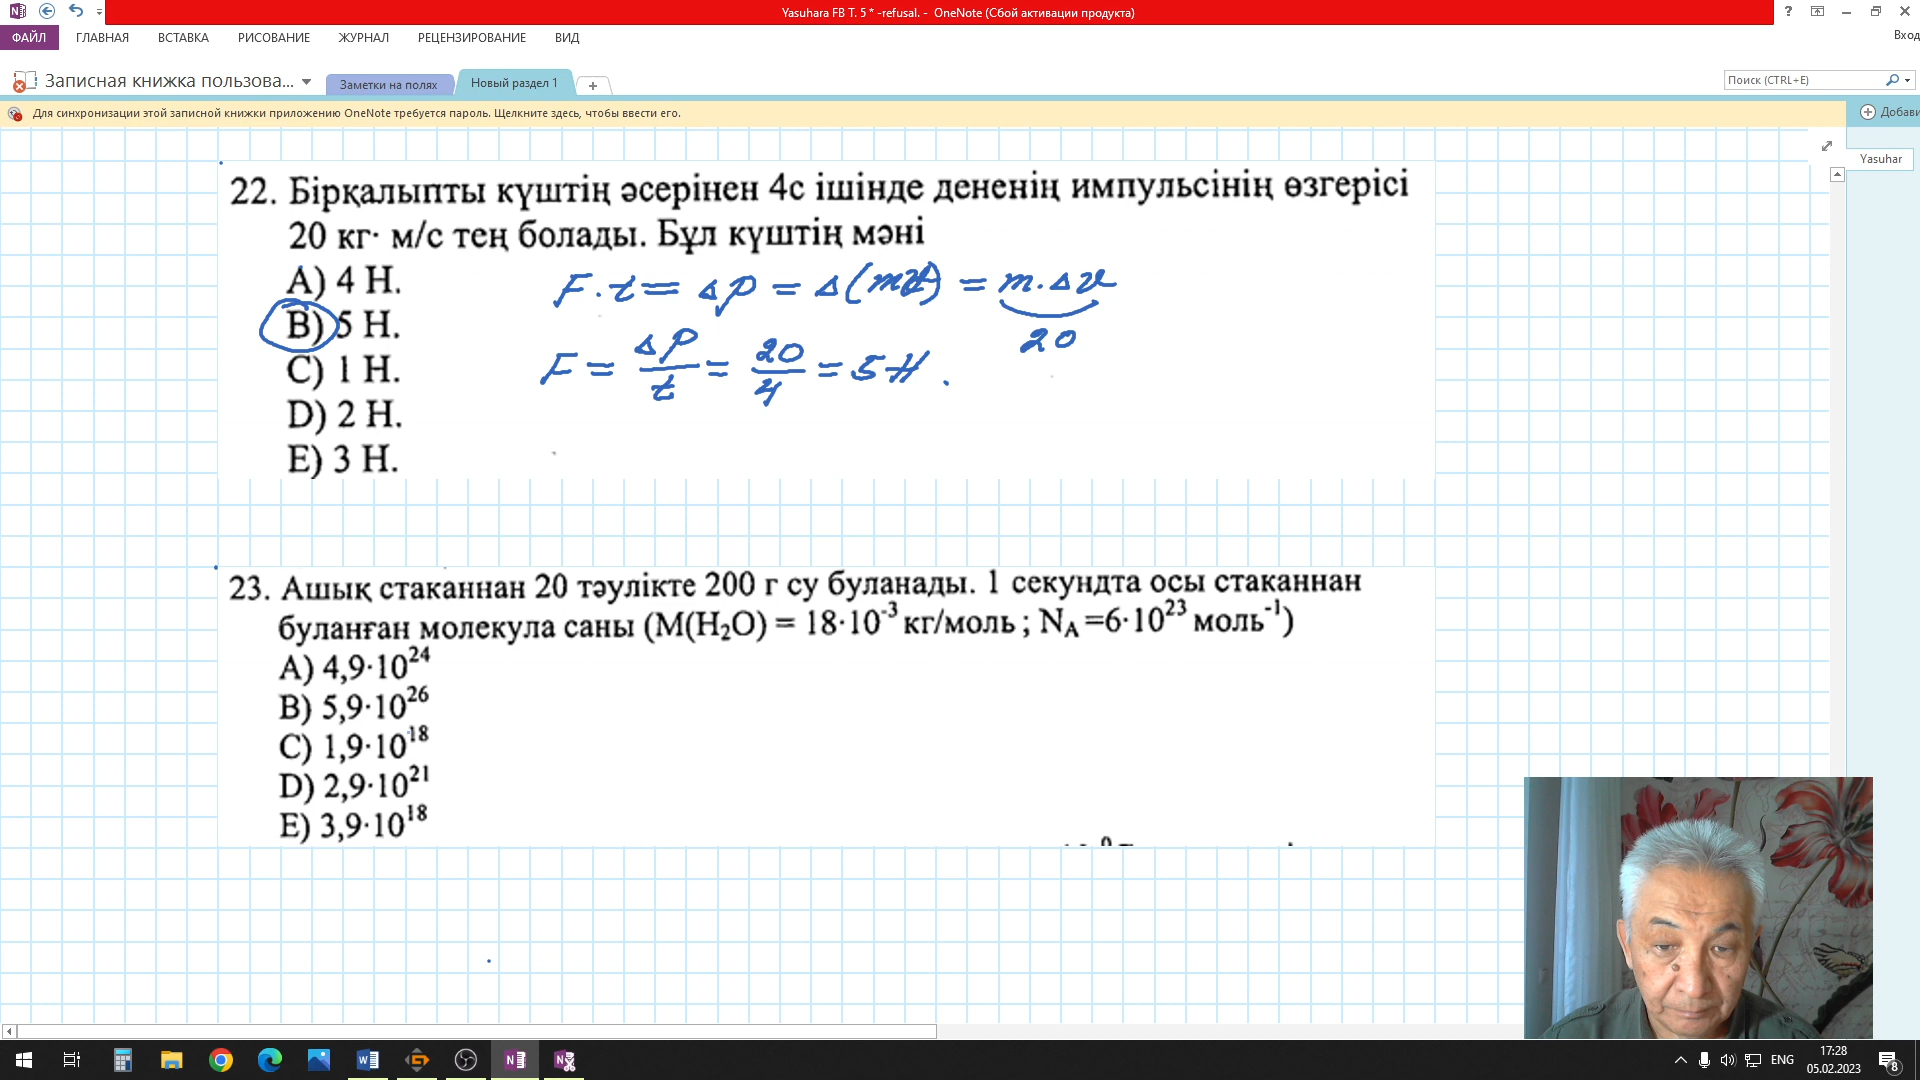 Yasuhara FB T. 5 * -refusal. - OneNote (Сбой активации продукта)
ФАЙЛ ГЛАВНАЯ ВСТАВКА РИСОВАНИЕ ЖУРНАЛ РЕЦЕНЗИРОВАНИЕ ВИД
Вход
Записная книжка пользова...
Заметки на полях
Новый раздел 1
Поиск (CTRL+E)
Для синхронизации этой записной книжки приложению OneNote требуется пароль. Щелкните здесь, чтобы ввести его.
Добави
Yasuhar
22. Бірқалыпты күштің әсерінен 4с ішінде дененің импульсінің өзгерісі
20 кг· м/с тең болады. Бұл күштің мәні
A) 4 Н.
B) 5 Н.
C) 1 Н.
D) 2 Н.
E) 3 Н.
F·t = Δp = Δ(mv) = m·Δv
20
F = Δp/t = 20/4 = 5 Н.
23. Ашық стаканнан 20 тәулікте 200 г су буланады. 1 секундта осы стаканнан
буланған молекула саны (M(H₂O) = 18·10⁻³ кг/моль ; N_A =6·10²³ моль⁻¹)
A) 4,9·10²⁴
B) 5,9·10²⁶
C) 1,9·10¹⁸
D) 2,9·10²¹
E) 3,9·10¹⁸
ENG
17:28
05.02.2023
8